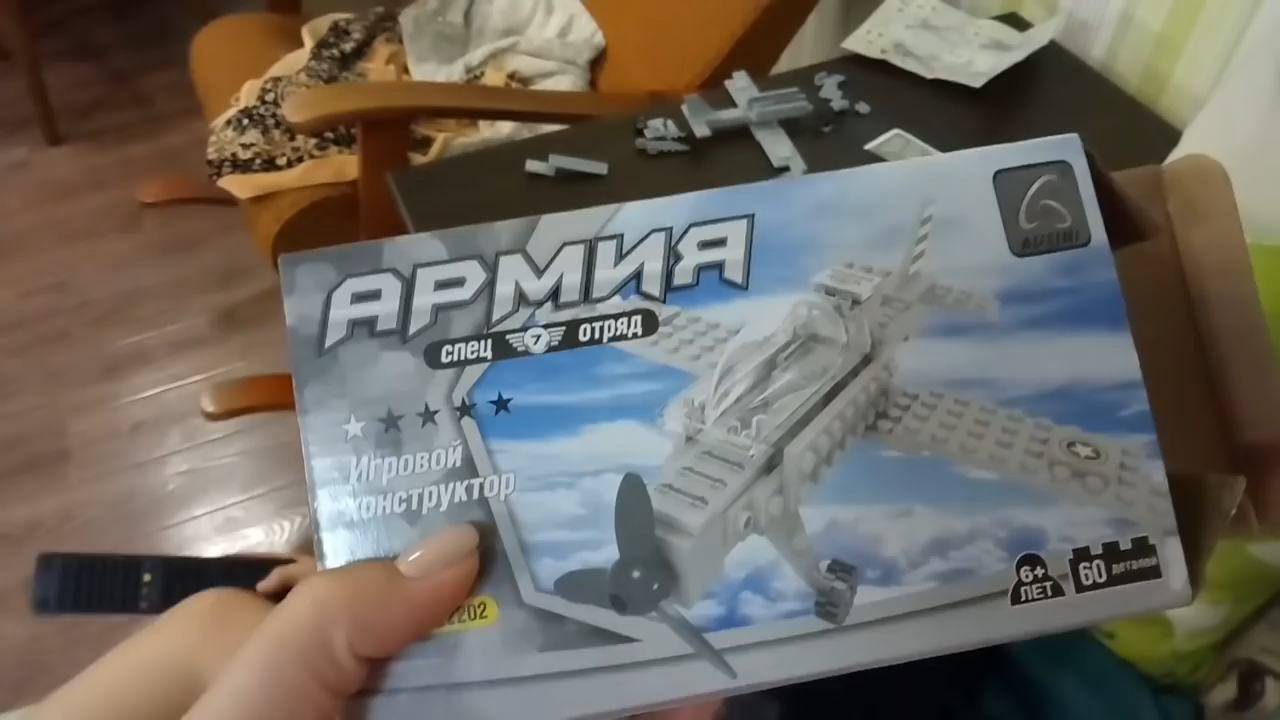 АРМИЯ
спец 7 отряд
Игровой
конструктор
AUSINI
6+
ЛЕТ
60 деталей